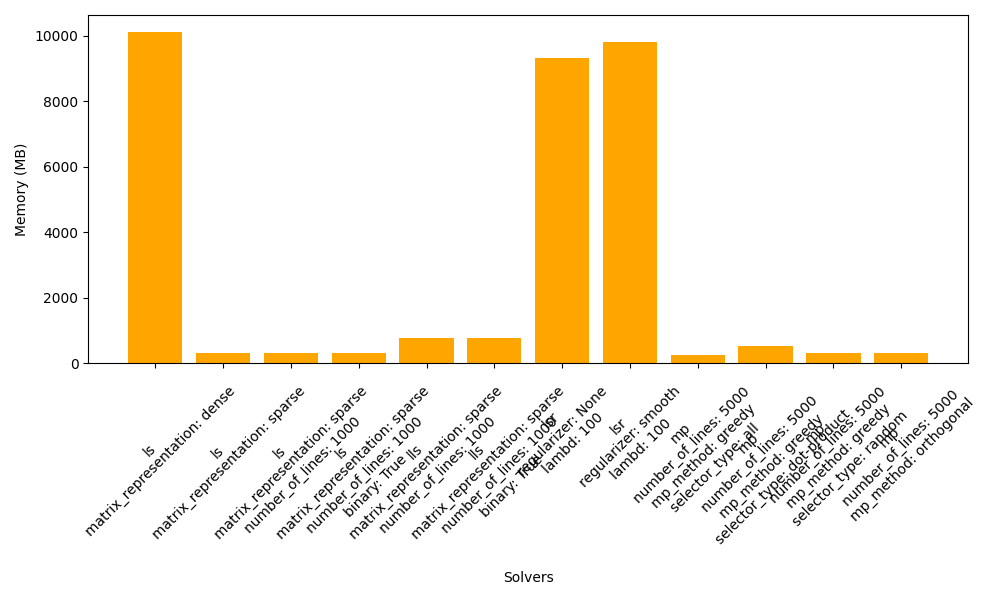 10000
8000
6000
4000
2000
0
Memory (MB)
ls
matrix_representation: dense
ls
matrix_representation: sparse
ls
matrix_representation: sparse
number_of_lines: 1000
ls
matrix_representation: sparse
number_of_lines: 1000
binary: True
lls
matrix_representation: sparse
number_of_lines: 1000
lls
matrix_representation: sparse
number_of_lines: 1000
binary: True
lsr
regularizer: None
lambd: 100
lsr
regularizer: smooth
lambd: 100
mp
number_of_lines: 5000
mp_method: greedy
selector_type: all
mp
number_of_lines: 5000
mp_method: greedy
selector_type: dot-product
mp
number_of_lines: 5000
mp_method: greedy
selector_type: random
mp
number_of_lines: 5000
mp_method: orthogonal
Solvers